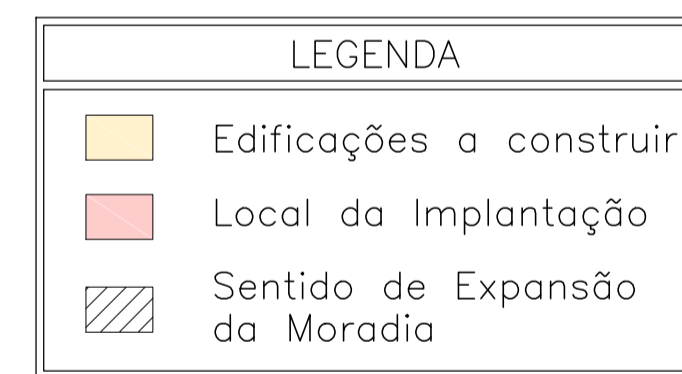 LEGENDA
Edificações a construir
Local da Implantação
Sentido de Expansão
da Moradia